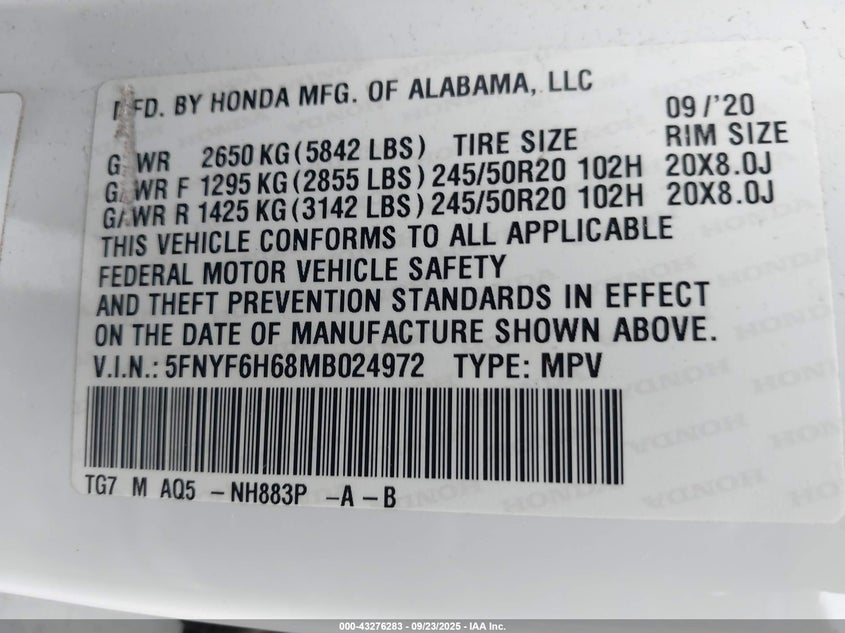 MFD. BY HONDA MFG. OF ALABAMA, LLC 09/'20
GVWR 2650 KG (5842 LBS) TIRE SIZE RIM SIZE
GAWR F 1295 KG (2855 LBS) 245/50R20 102H 20X8.0J
GAWR R 1425 KG (3142 LBS) 245/50R20 102H 20X8.0J
THIS VEHICLE CONFORMS TO ALL APPLICABLE
FEDERAL MOTOR VEHICLE SAFETY
AND THEFT PREVENTION STANDARDS IN EFFECT
ON THE DATE OF MANUFACTURE SHOWN ABOVE.
V.I.N.: 5FNYF6H68MB024972 TYPE: MPV
TG7 M AQ5 -NH883P -A -B
000-43276283 - 09/23/2025 - IAA Inc.